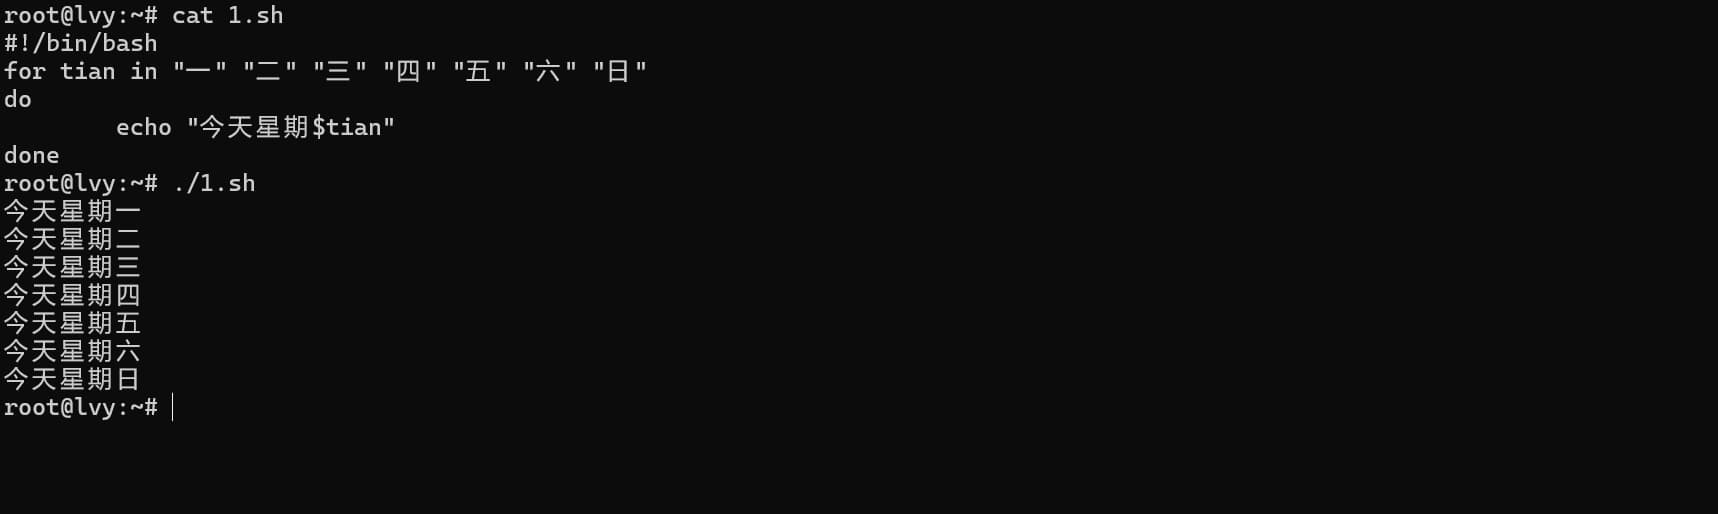 root@lvy:~# cat 1.sh
#!/bin/bash
for tian in "一" "二" "三" "四" "五" "六" "日"
do
        echo "今天星期$tian"
done
root@lvy:~# ./1.sh
今天星期一
今天星期二
今天星期三
今天星期四
今天星期五
今天星期六
今天星期日
root@lvy:~#